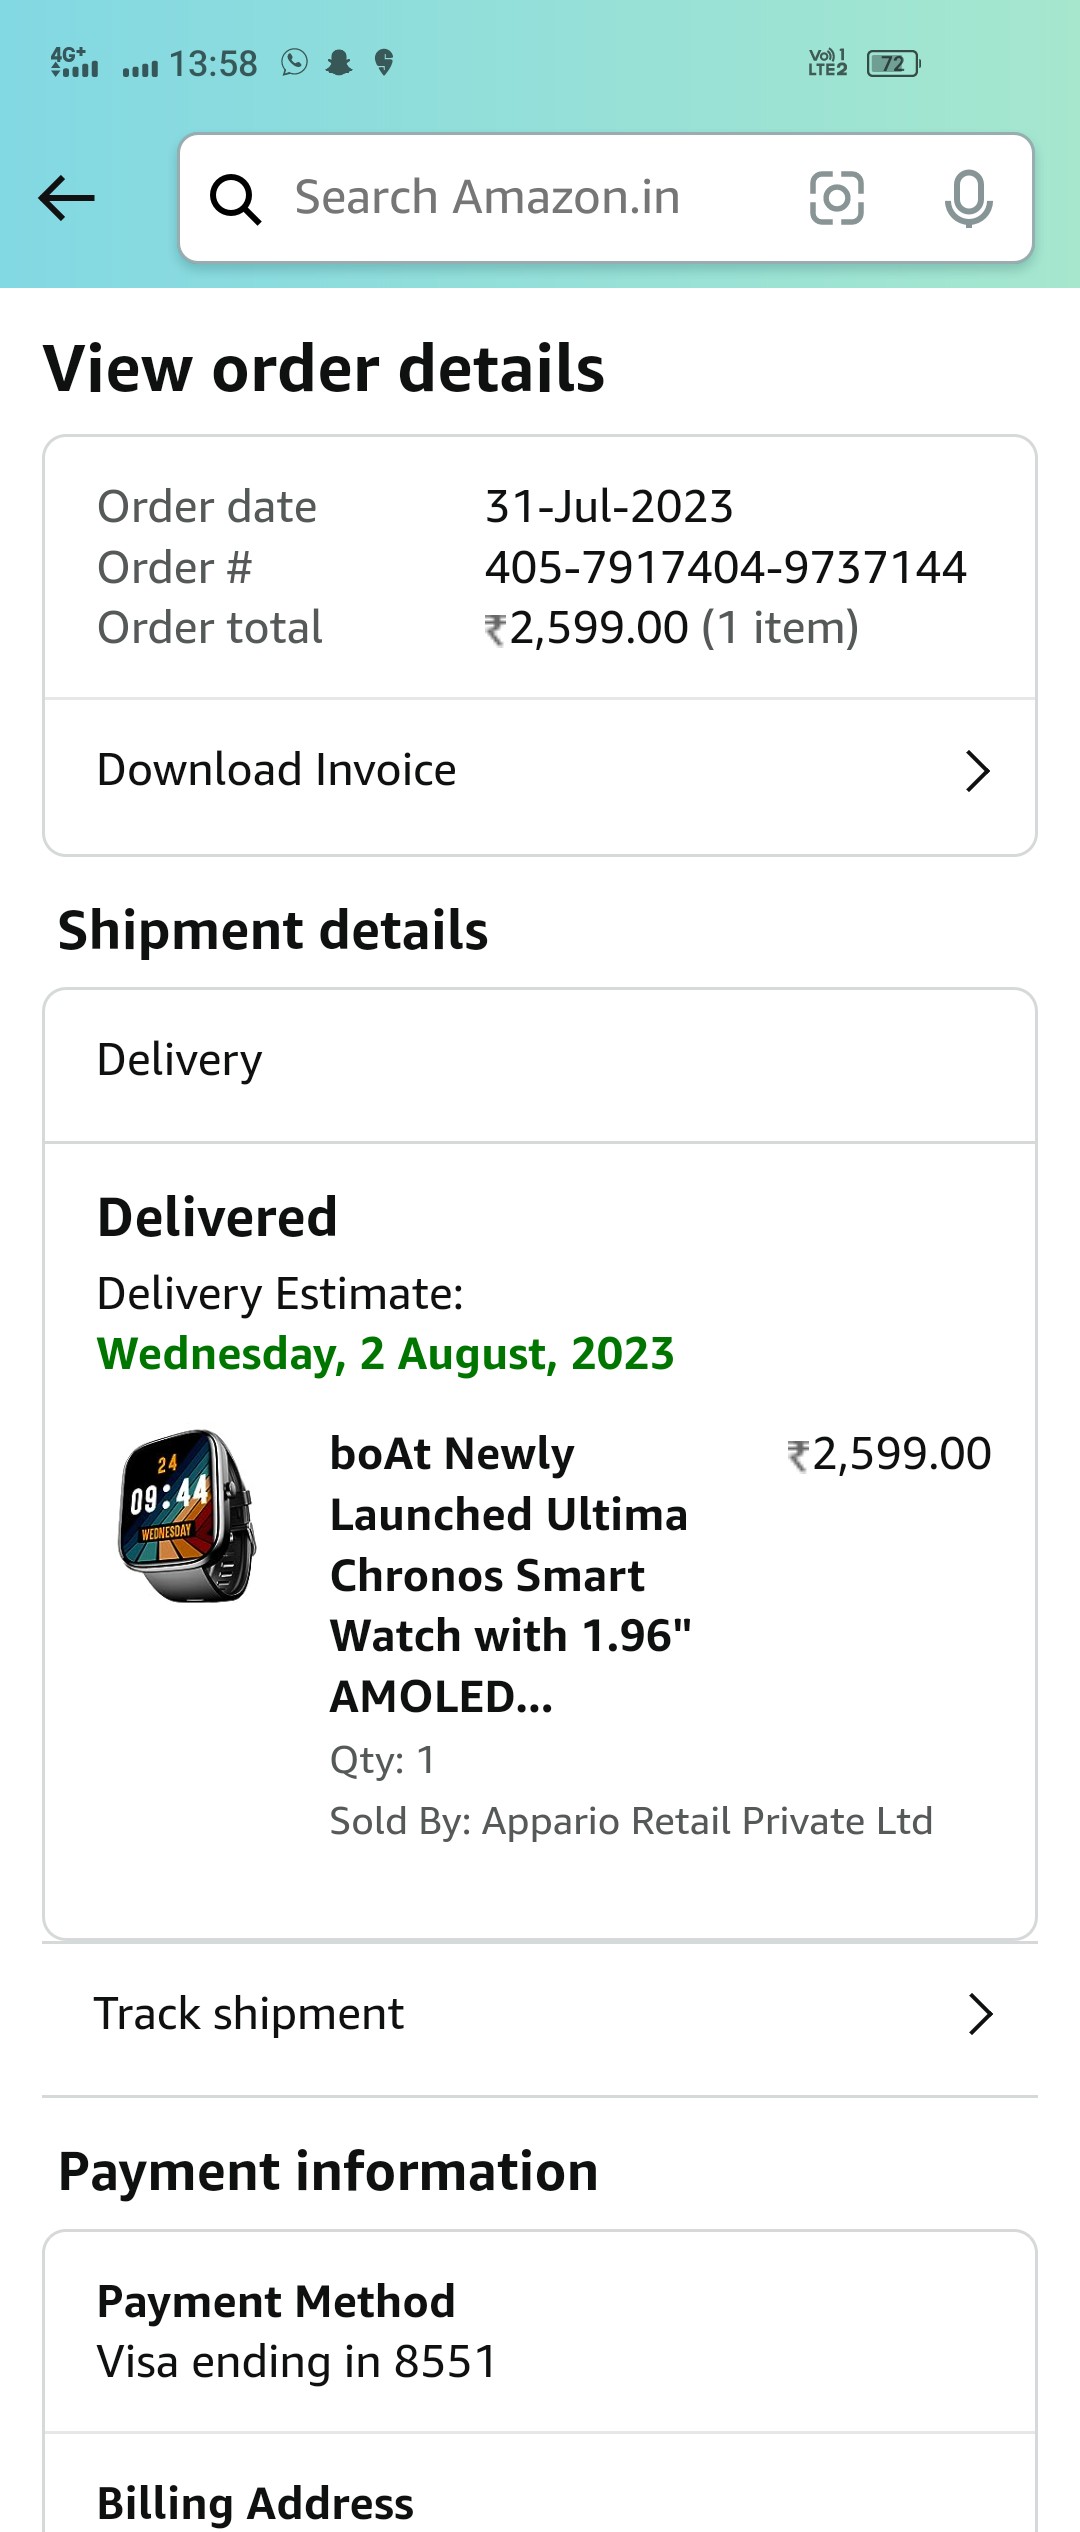 4G+ 13:58 Vo)) 1 LTE2 72
Search Amazon.in
View order details
Order date 31-Jul-2023
Order # 405-7917404-9737144
Order total ₹2,599.00 (1 item)
Download Invoice
Shipment details
Delivery
Delivered
Delivery Estimate:
Wednesday, 2 August, 2023
24
09:44
WEDNESDAY
boAt Newly ₹2,599.00
Launched Ultima
Chronos Smart
Watch with 1.96"
AMOLED...
Qty: 1
Sold By: Appario Retail Private Ltd
Track shipment
Payment information
Payment Method
Visa ending in 8551
Billing Address